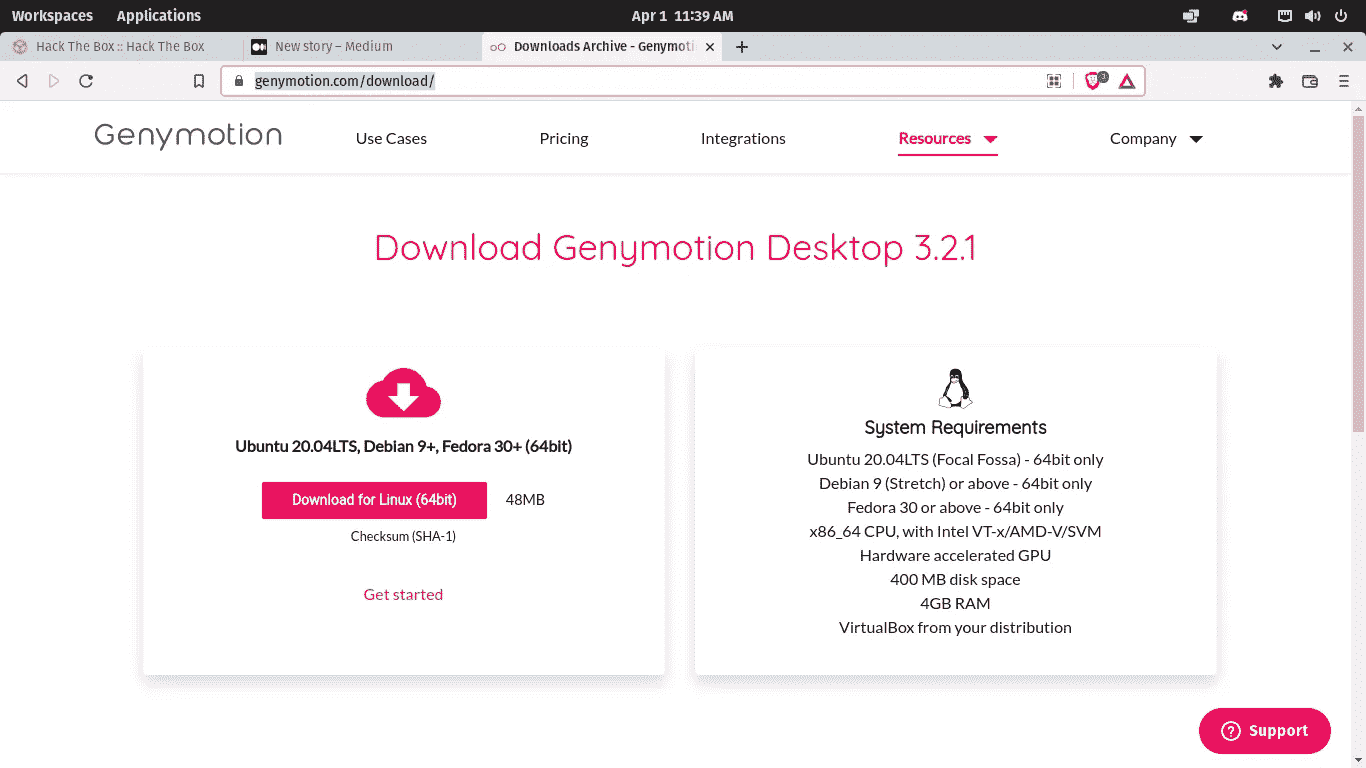 Workspaces Applications Apr 1 11:39 AM
Hack The Box :: Hack The Box New story – Medium Downloads Archive - Genymoti
genymotion.com/download/ 3
Genymotion Use Cases Pricing Integrations Resources Company
Download Genymotion Desktop 3.2.1
Ubuntu 20.04LTS, Debian 9+, Fedora 30+ (64bit)
Download for Linux (64bit) 48MB
Checksum (SHA-1)
Get started
System Requirements
Ubuntu 20.04LTS (Focal Fossa) - 64bit only
Debian 9 (Stretch) or above - 64bit only
Fedora 30 or above - 64bit only
x86_64 CPU, with Intel VT-x/AMD-V/SVM
Hardware accelerated GPU
400 MB disk space
4GB RAM
VirtualBox from your distribution
Support